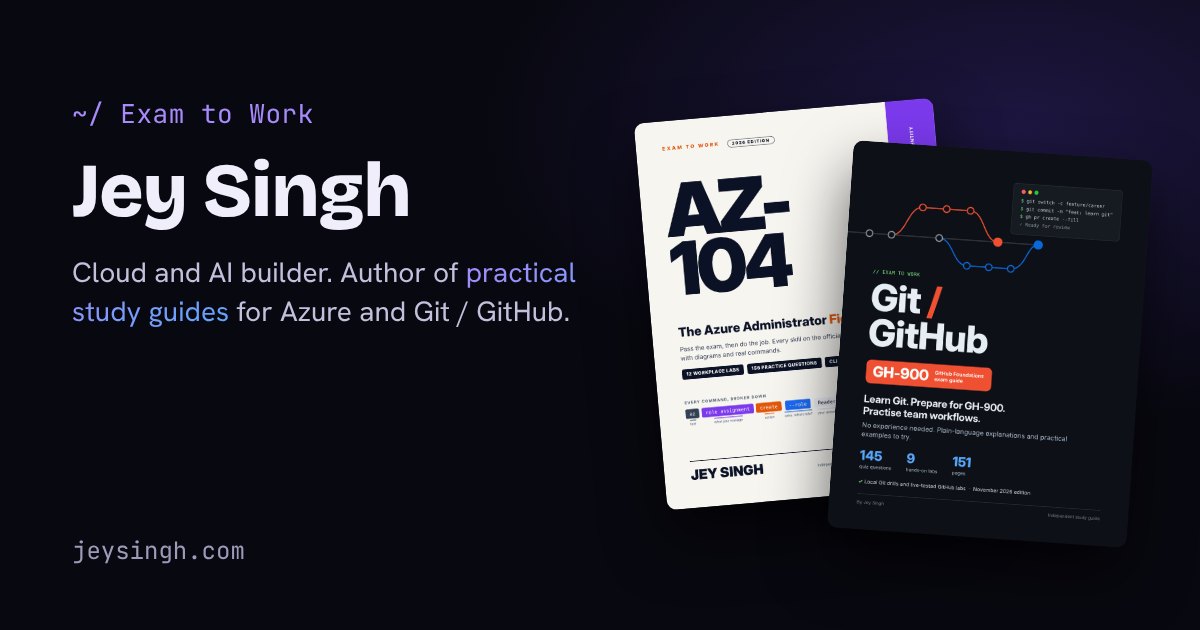 ~/ Exam to Work
Jey Singh
Cloud and AI builder. Author of practical
study guides for Azure and Git / GitHub.
jeysingh.com
EXAM TO WORK
2026 EDITION
AZ-
104
The Azure Administrator
Pass the exam, then do the job. Every skill on the
with diagrams and real commands.
12 WORKPLACE LABS
156 PRACTICE QUESTIONS
EVERY COMMAND, BROKEN DOWN
az
role assignment
create
--role
JEY SINGH
$ git switch -c feature/career
$ git commit -m "feat: learn git"
$ gh pr create --fill
✓ Ready for review
// EXAM TO WORK
Git /
GitHub
GH-900
GitHub Foundations
exam guide
Learn Git. Prepare for GH-900.
Practise team workflows.
No experience needed. Plain-language explanations and practical
examples to try.
145
9
151
quiz questions
hands-on labs
pages
✓ Local Git drills and live-tested GitHub labs
November 2026 edition
By Jey Singh
Independent study guide